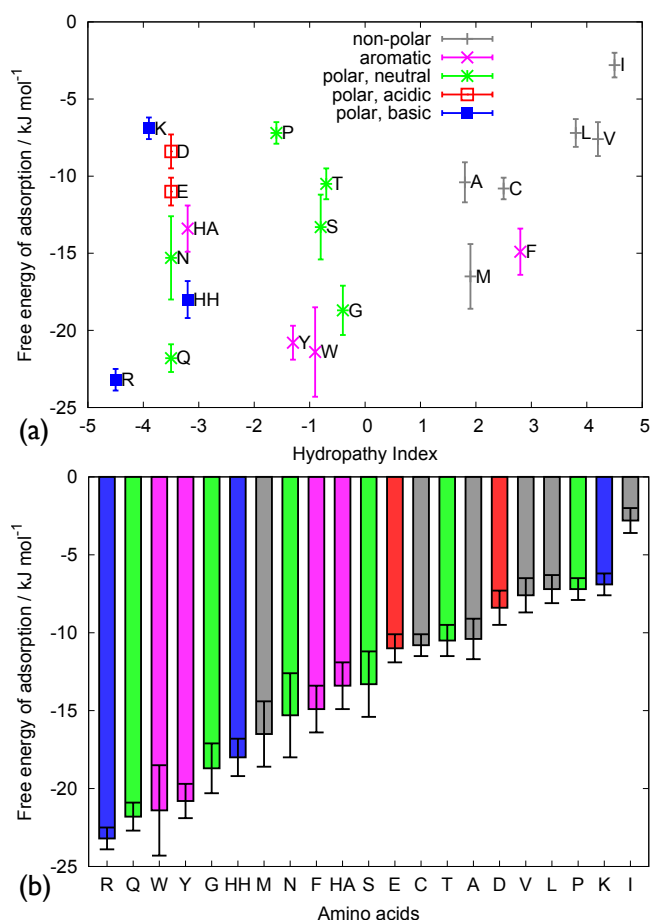 0
-5
-10
-15
-20
-25
Free energy of adsorption / kJ mol⁻¹
non-polar
aromatic
polar, neutral
polar, acidic
polar, basic
I
K
P
L
V
D
T
A
C
E
HA
S
F
N
M
HH
G
Y
W
Q
R
(a)
-5 -4 -3 -2 -1 0 1 2 3 4 5
Hydropathy Index
0
-5
-10
-15
-20
-25
Free energy of adsorption / kJ mol⁻¹
(b)
R Q W Y G HH M N F HA S E C T A D V L P K I
Amino acids